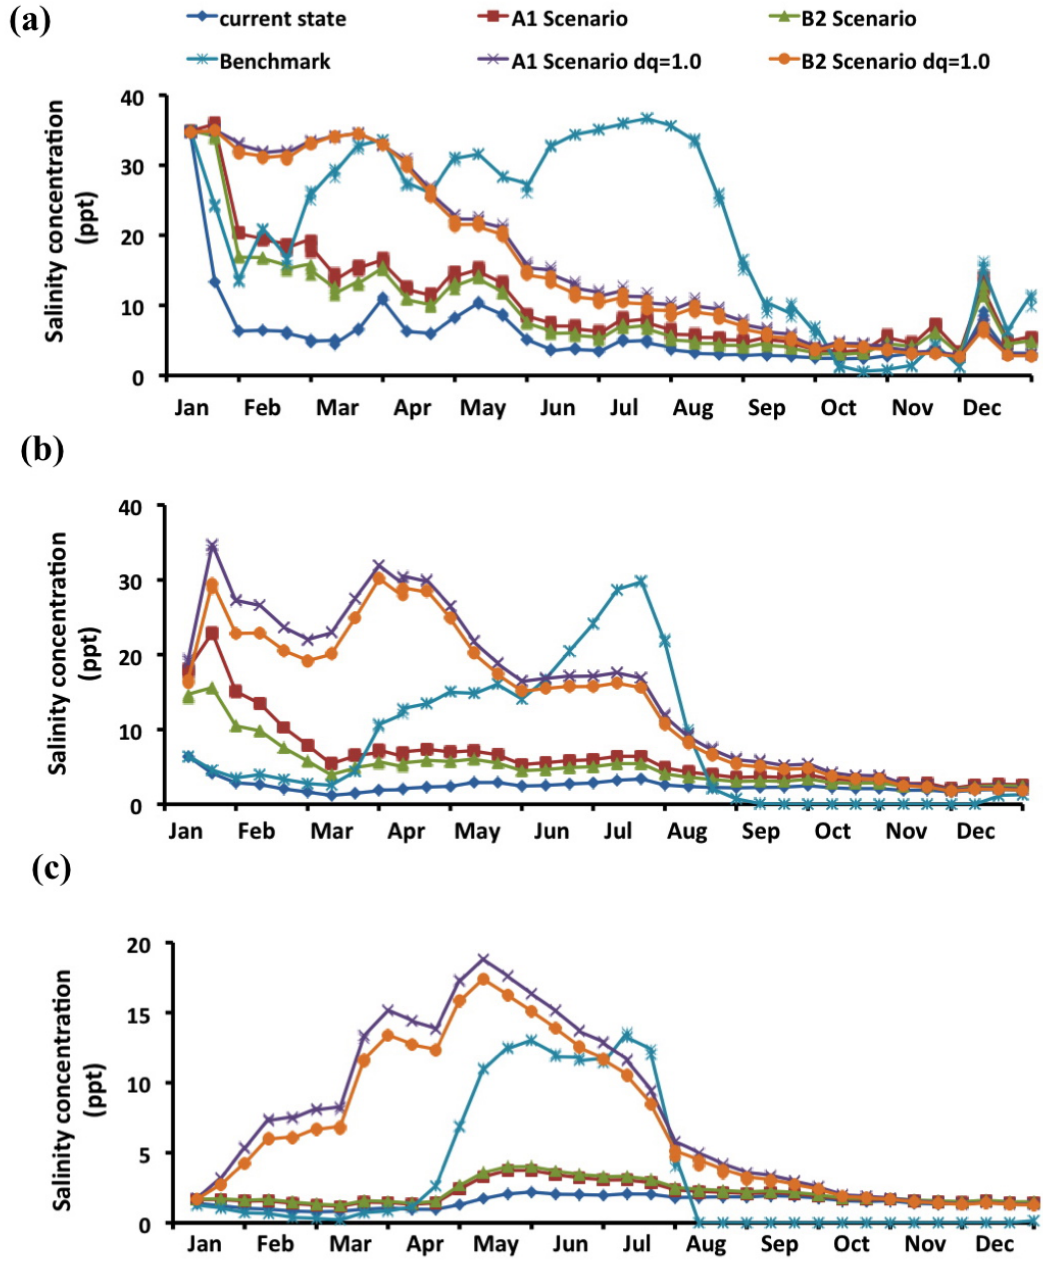 (a)
current state A1 Scenario B2 Scenario
Benchmark A1 Scenario dq=1.0 B2 Scenario dq=1.0
Salinity concentration
(ppt)
40
30
20
10
0
Jan Feb Mar Apr May Jun Jul Aug Sep Oct Nov Dec
(b)
Salinity concentration
(ppt)
40
30
20
10
0
Jan Feb Mar Apr May Jun Jul Aug Sep Oct Nov Dec
(c)
Salinity concentration
(ppt)
20
15
10
5
0
Jan Feb Mar Apr May Jun Jul Aug Sep Oct Nov Dec